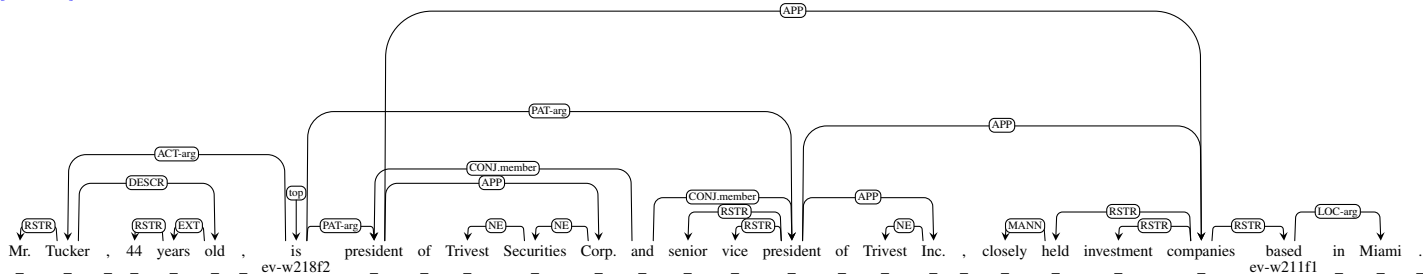 APP
PAT-arg
APP
ACT-arg
CONJ.member
DESCR APP
top CONJ.member APP
RSTR RSTR
RSTR RSTR EXT PAT-arg NE NE RSTR NE MANN RSTR RSTR LOC-arg
Mr. Tucker , 44 years old , is president of Trivest Securities Corp. and senior vice president of Trivest Inc. , closely held investment companies based in Miami .
_ _ _ _ _ _ _ ev-w218f2 _ _ _ _ _ _ _ _ _ _ _ _ _ _ _ _ _ ev-w211f1 _ _ _